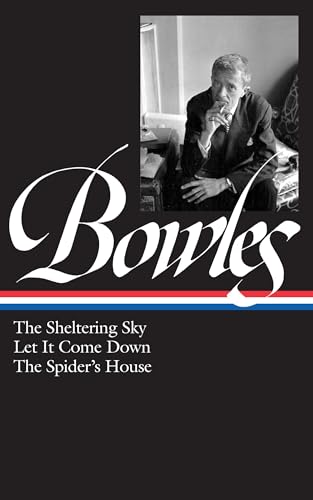 Bowles
The Sheltering Sky
Let It Come Down
The Spider's House